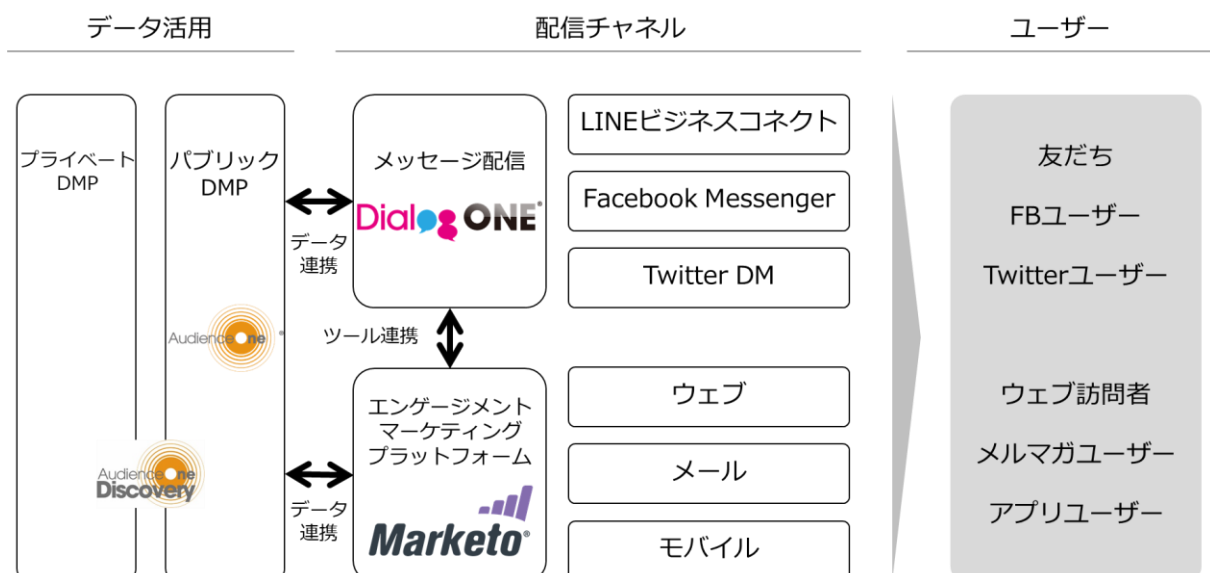 データ活用
配信チャネル
ユーザー
プライベート
DMP
パブリック
DMP
AudienceOne®
AudienceOne
Discovery
データ
連携
データ
連携
メッセージ配信
DialogONE®
ツール連携
エンゲージメント
マーケティング
プラットフォーム
Marketo®
LINEビジネスコネクト
Facebook Messenger
Twitter DM
ウェブ
メール
モバイル
友だち
FBユーザー
Twitterユーザー
ウェブ訪問者
メルマガユーザー
アプリユーザー